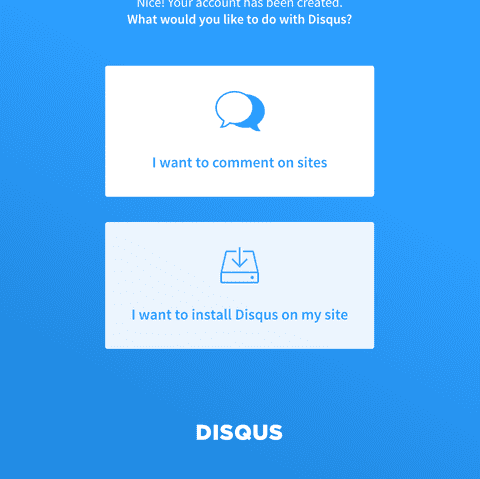 Nice! Your account has been created.
What would you like to do with Disqus?
I want to comment on sites
I want to install Disqus on my site
DISQUS